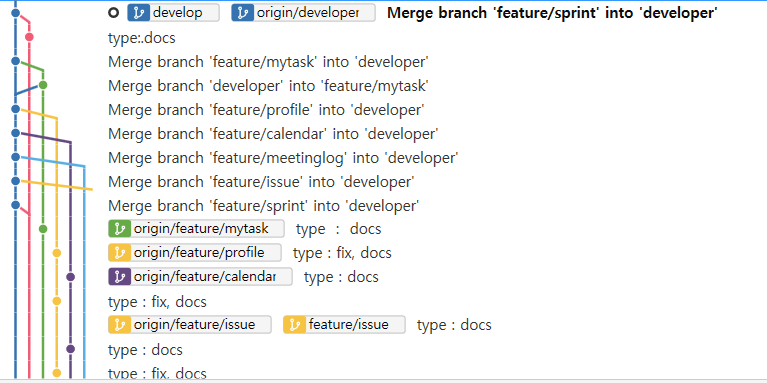 develop origin/developer Merge branch 'feature/sprint' into 'developer'
type:.docs
Merge branch 'feature/mytask' into 'developer'
Merge branch 'developer' into 'feature/mytask'
Merge branch 'feature/profile' into 'developer'
Merge branch 'feature/calendar' into 'developer'
Merge branch 'feature/meetinglog' into 'developer'
Merge branch 'feature/issue' into 'developer'
Merge branch 'feature/sprint' into 'developer'
origin/feature/mytask type : docs
origin/feature/profile type : fix, docs
origin/feature/calendar type : docs
type : fix, docs
origin/feature/issue feature/issue type : docs
type : docs
type : fix, docs